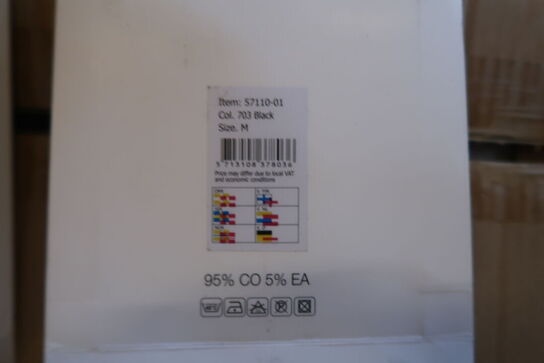 Item: 57110-01
Col. 703 Black
Size. M
5 713108 378036
Price may differ due to local VAT
and economic conditions
95% CO 5% EA